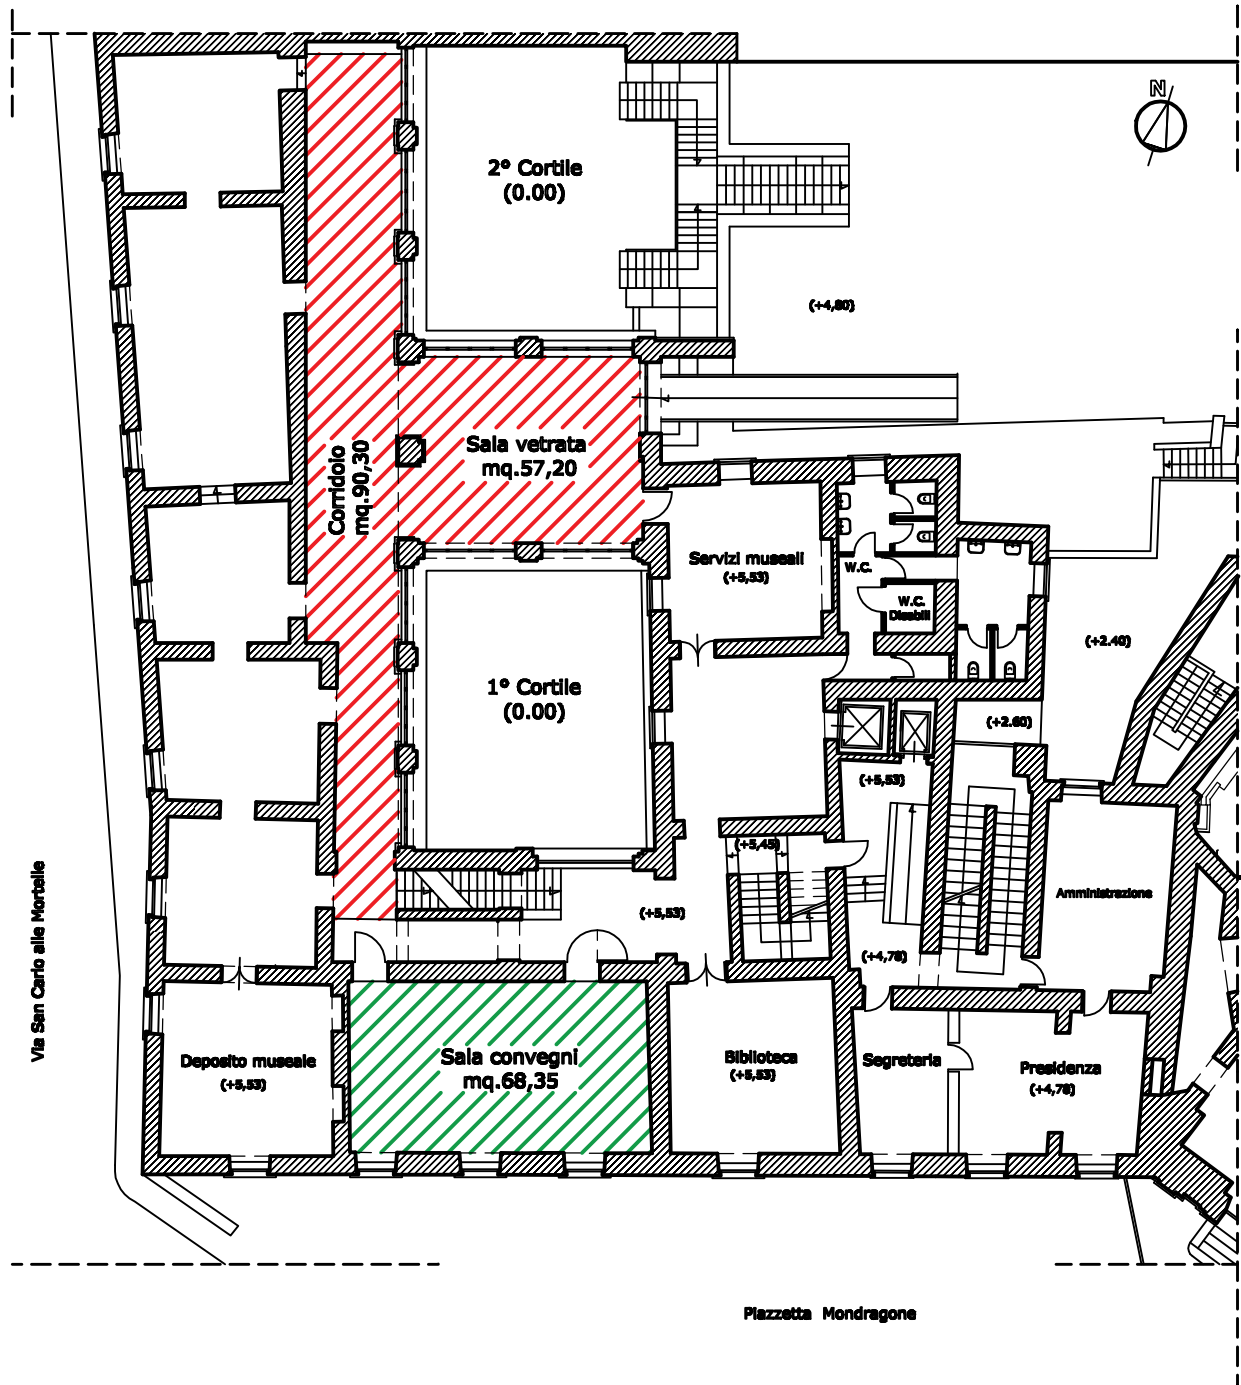 N
2° Cortile
(0.00)
(+4,80)
Corridoio
mq.90,30
Sala vetrata
mq.57,20
Servizi museali
(+5,53)
W.C.
W.C.
Disabili
(+2.40)
1° Cortile
(0.00)
(+2.60)
(+5,53)
(+5,45)
Amministrazione
(+5,53)
(+4,78)
Via San Carlo alle Mortelle
Deposito museale
(+5,53)
Sala convegni
mq.68,35
Biblioteca
(+5,53)
Segreteria
Presidenza
(+4,78)
Piazzetta Mondragone